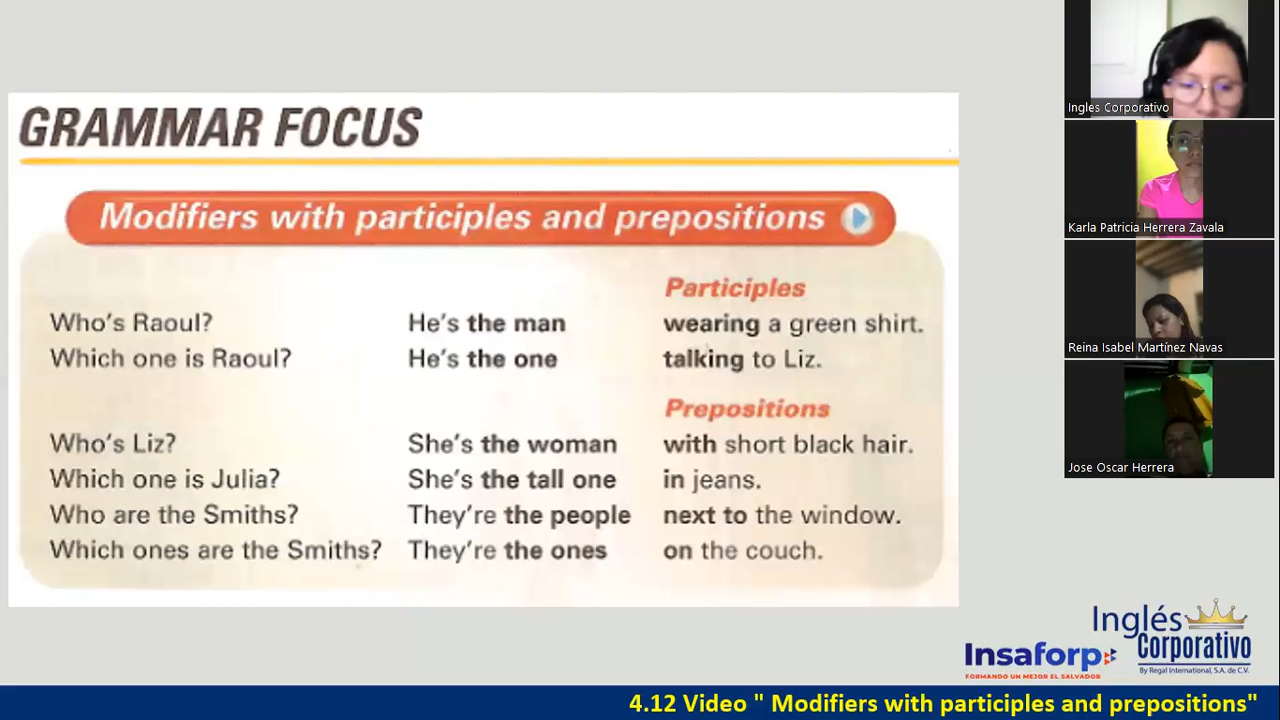 GRAMMAR FOCUS
Modifiers with participles and prepositions
Participles
Who's Raoul? He's the man wearing a green shirt.
Which one is Raoul? He's the one talking to Liz.
Prepositions
Who's Liz? She's the woman with short black hair.
Which one is Julia? She's the tall one in jeans.
Who are the Smiths? They're the people next to the window.
Which ones are the Smiths? They're the ones on the couch.
Ingles Corporativo
Karla Patricia Herrera Zavala
Reina Isabel Martínez Navas
Jose Oscar Herrera
Inglés
Corporativo
By Regal International, S.A. de C.V.
Insaforp
FORMANDO UN MEJOR EL SALVADOR
4.12 Video " Modifiers with participles and prepositions"